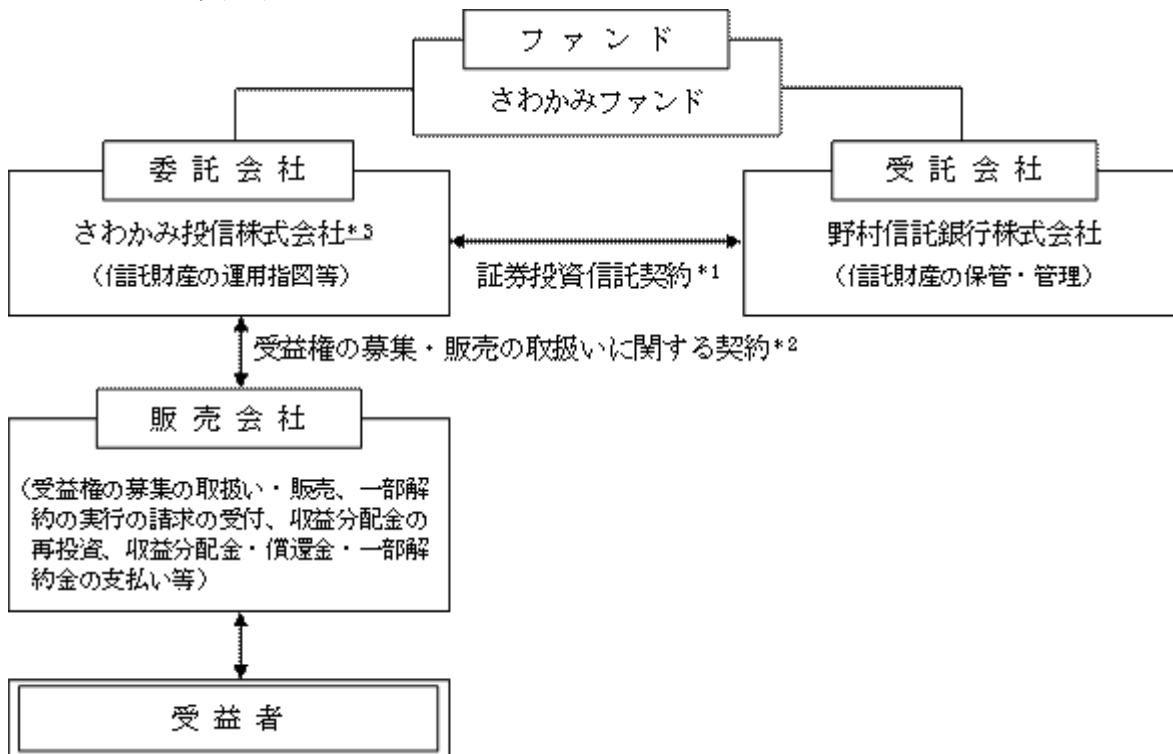 ファンド
さわかみファンド
委託会社
受託会社
さわかみ投信株式会社*3
(信託財産の運用指図等)
証券投資信託契約*1
野村信託銀行株式会社
(信託財産の保管・管理)
受益権の募集・販売の取扱いに関する契約*2
販売会社
(受益権の募集の取扱い・販売、一部解
約の実行の請求の受付、収益分配金の
再投資、収益分配金・償還金・一部解
約金の支払い等)
受益者